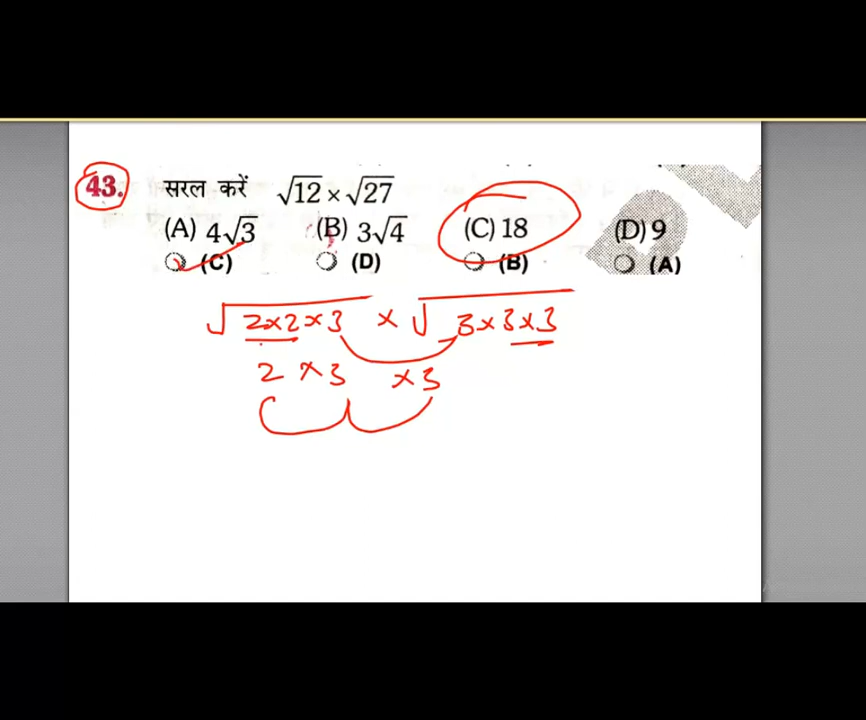 43. सरल करें √12 × √27
(A) 4√3 (B) 3√4 (C) 18 (D) 9
(C) (D) (B) (A)
√2×2×3 × √3×3×3
2 ×3 ×3